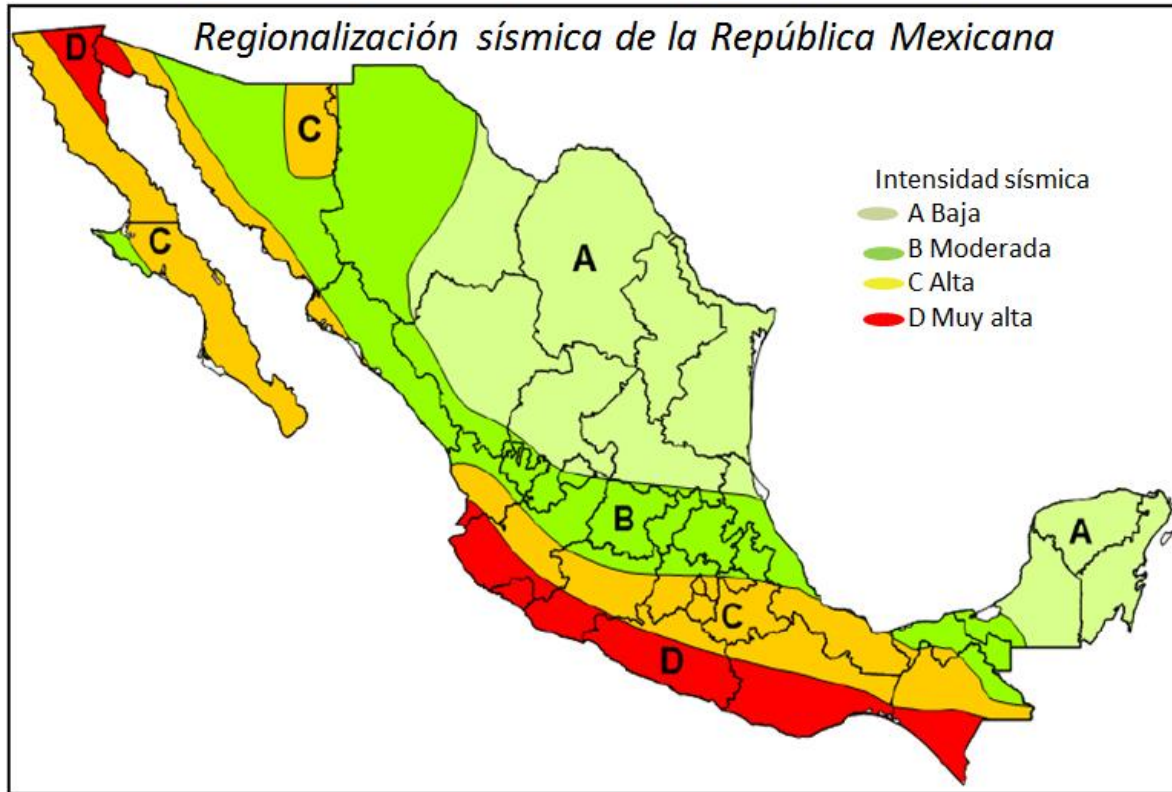 Regionalización sísmica de la República Mexicana
D
C
C
A
Intensidad sísmica
A Baja
B Moderada
C Alta
D Muy alta
B
A
C
D